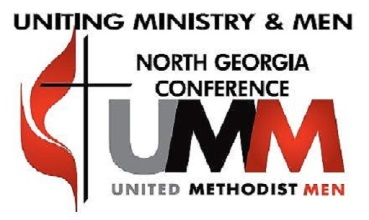 UNITING MINISTRY & MEN
NORTH GEORGIA
CONFERENCE
UMM
UNITED METHODIST MEN